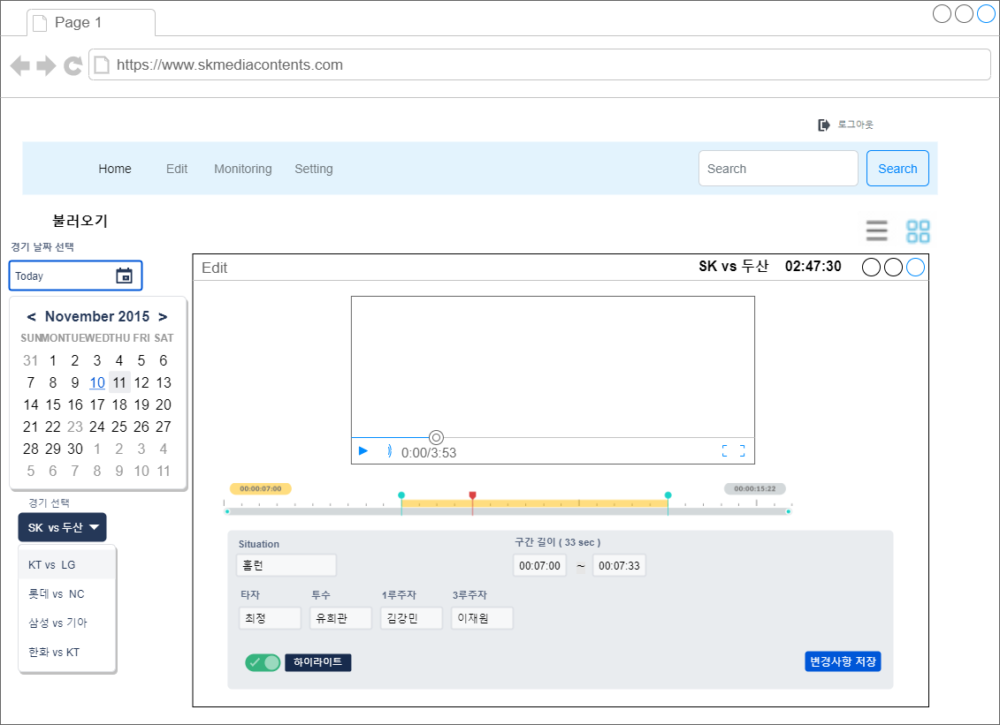 Page 1
https://www.skmediacontents.com
로그아웃
Home Edit Monitoring Setting Search Search
불러오기
경기 날짜 선택
Today
< November 2015 >
SUN MON TUE WED THU FRI SAT
31 1 2 3 4 5 6
7 8 9 10 11 12 13
14 15 16 17 18 19 20
21 22 23 24 25 26 27
28 29 30 1 2 3 4
5 6 7 8 9 10 11
경기 선택
SK vs 두산
KT vs LG
롯데 vs NC
삼성 vs 기아
한화 vs KT
Edit SK vs 두산 02:47:30
0:00/3:53
00:00:07:00 00:00:15:22
Situation 구간 길이 ( 33 sec )
홈런 00:07:00 ~ 00:07:33
타자 투수 1루주자 3루주자
최정 유희관 김강민 이재원
하이라이트 변경사항 저장